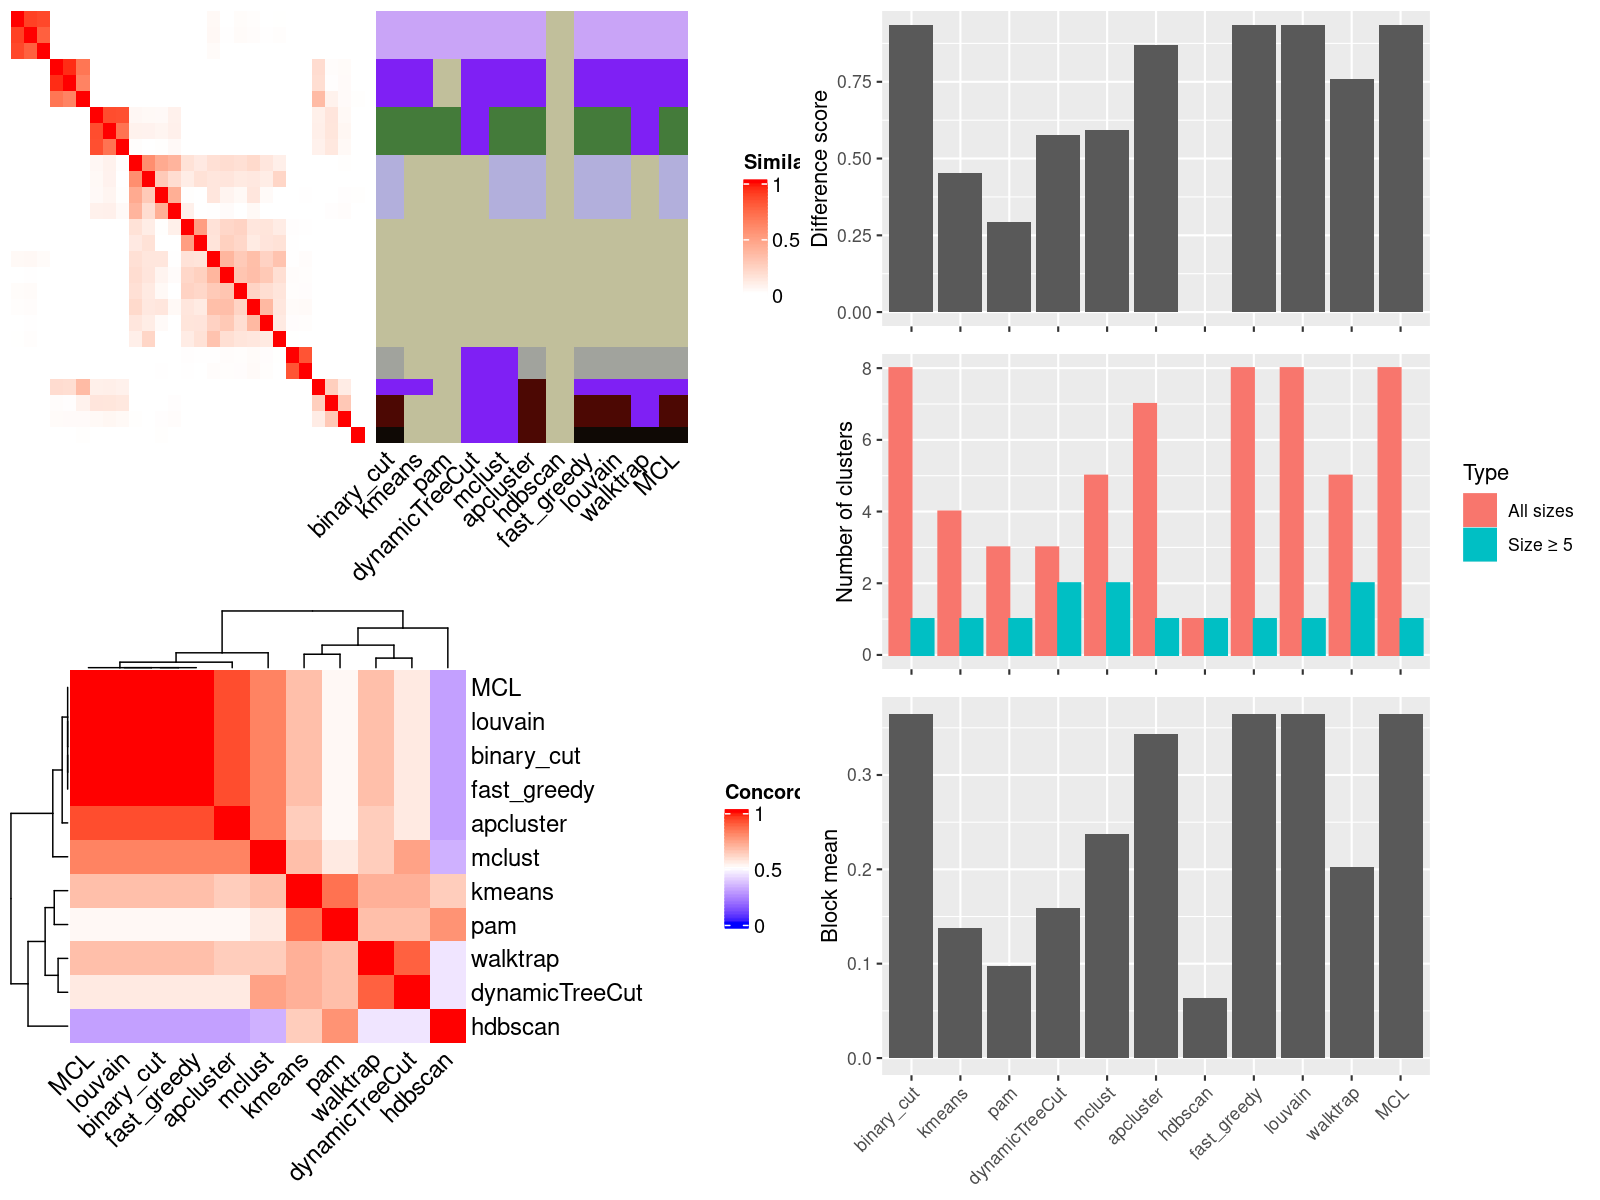 Simila
1
0.5
0
binary_cut
kmeans
pam
dynamicTreeCut
mclust
apcluster
hdbscan
fast_greedy
louvain
walktrap
MCL
MCL
louvain
binary_cut
fast_greedy
apcluster
mclust
kmeans
pam
walktrap
dynamicTreeCut
hdbscan
MCL
louvain
binary_cut
fast_greedy
apcluster
mclust
kmeans
pam
walktrap
dynamicTreeCut
hdbscan
Concord
1
0.5
0
Difference score
0.75
0.50
0.25
0.00
Number of clusters
8
6
4
2
0
Type
All sizes
Size ≥ 5
Block mean
0.3
0.2
0.1
0.0
binary_cut
kmeans
pam
dynamicTreeCut
mclust
apcluster
hdbscan
fast_greedy
louvain
walktrap
MCL